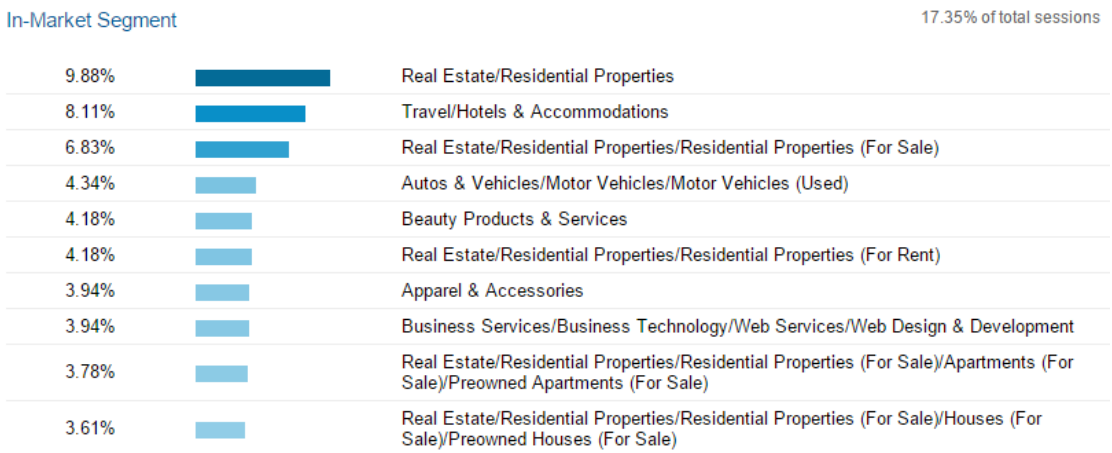 In-Market Segment 17.35% of total sessions
9.88% Real Estate/Residential Properties
8.11% Travel/Hotels & Accommodations
6.83% Real Estate/Residential Properties/Residential Properties (For Sale)
4.34% Autos & Vehicles/Motor Vehicles/Motor Vehicles (Used)
4.18% Beauty Products & Services
4.18% Real Estate/Residential Properties/Residential Properties (For Rent)
3.94% Apparel & Accessories
3.94% Business Services/Business Technology/Web Services/Web Design & Development
3.78% Real Estate/Residential Properties/Residential Properties (For Sale)/Apartments (For
Sale)/Preowned Apartments (For Sale)
3.61% Real Estate/Residential Properties/Residential Properties (For Sale)/Houses (For
Sale)/Preowned Houses (For Sale)